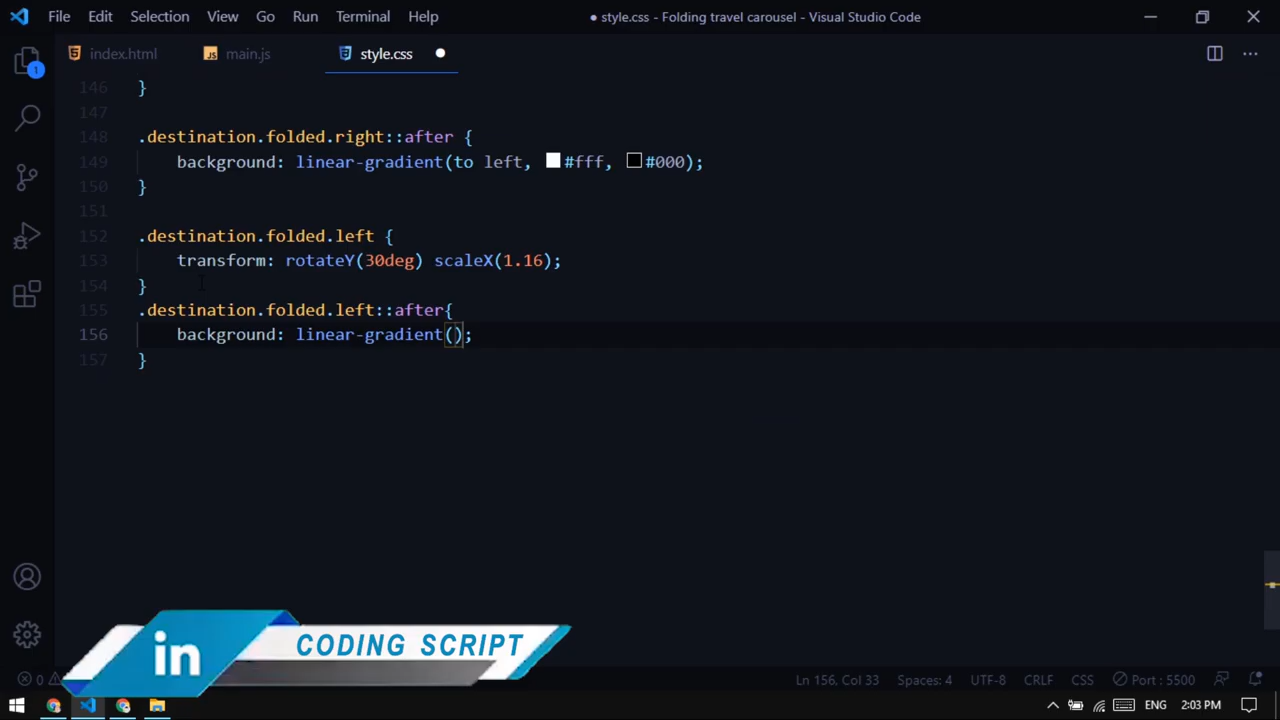 File Edit Selection View Go Run Terminal Help ● style.css - Folding travel carousel - Visual Studio Code
index.html JS main.js style.css
1
146 }
147
148 .destination.folded.right::after {
149 background: linear-gradient(to left, #fff, #000);
150 }
151
152 .destination.folded.left {
153 transform: rotateY(30deg) scaleX(1.16);
154 }
155 .destination.folded.left::after{
156 background: linear-gradient();
157 }
in CODING SCRIPT
0 Ln 156, Col 33 Spaces: 4 UTF-8 CRLF CSS Port : 5500
ENG 2:03 PM